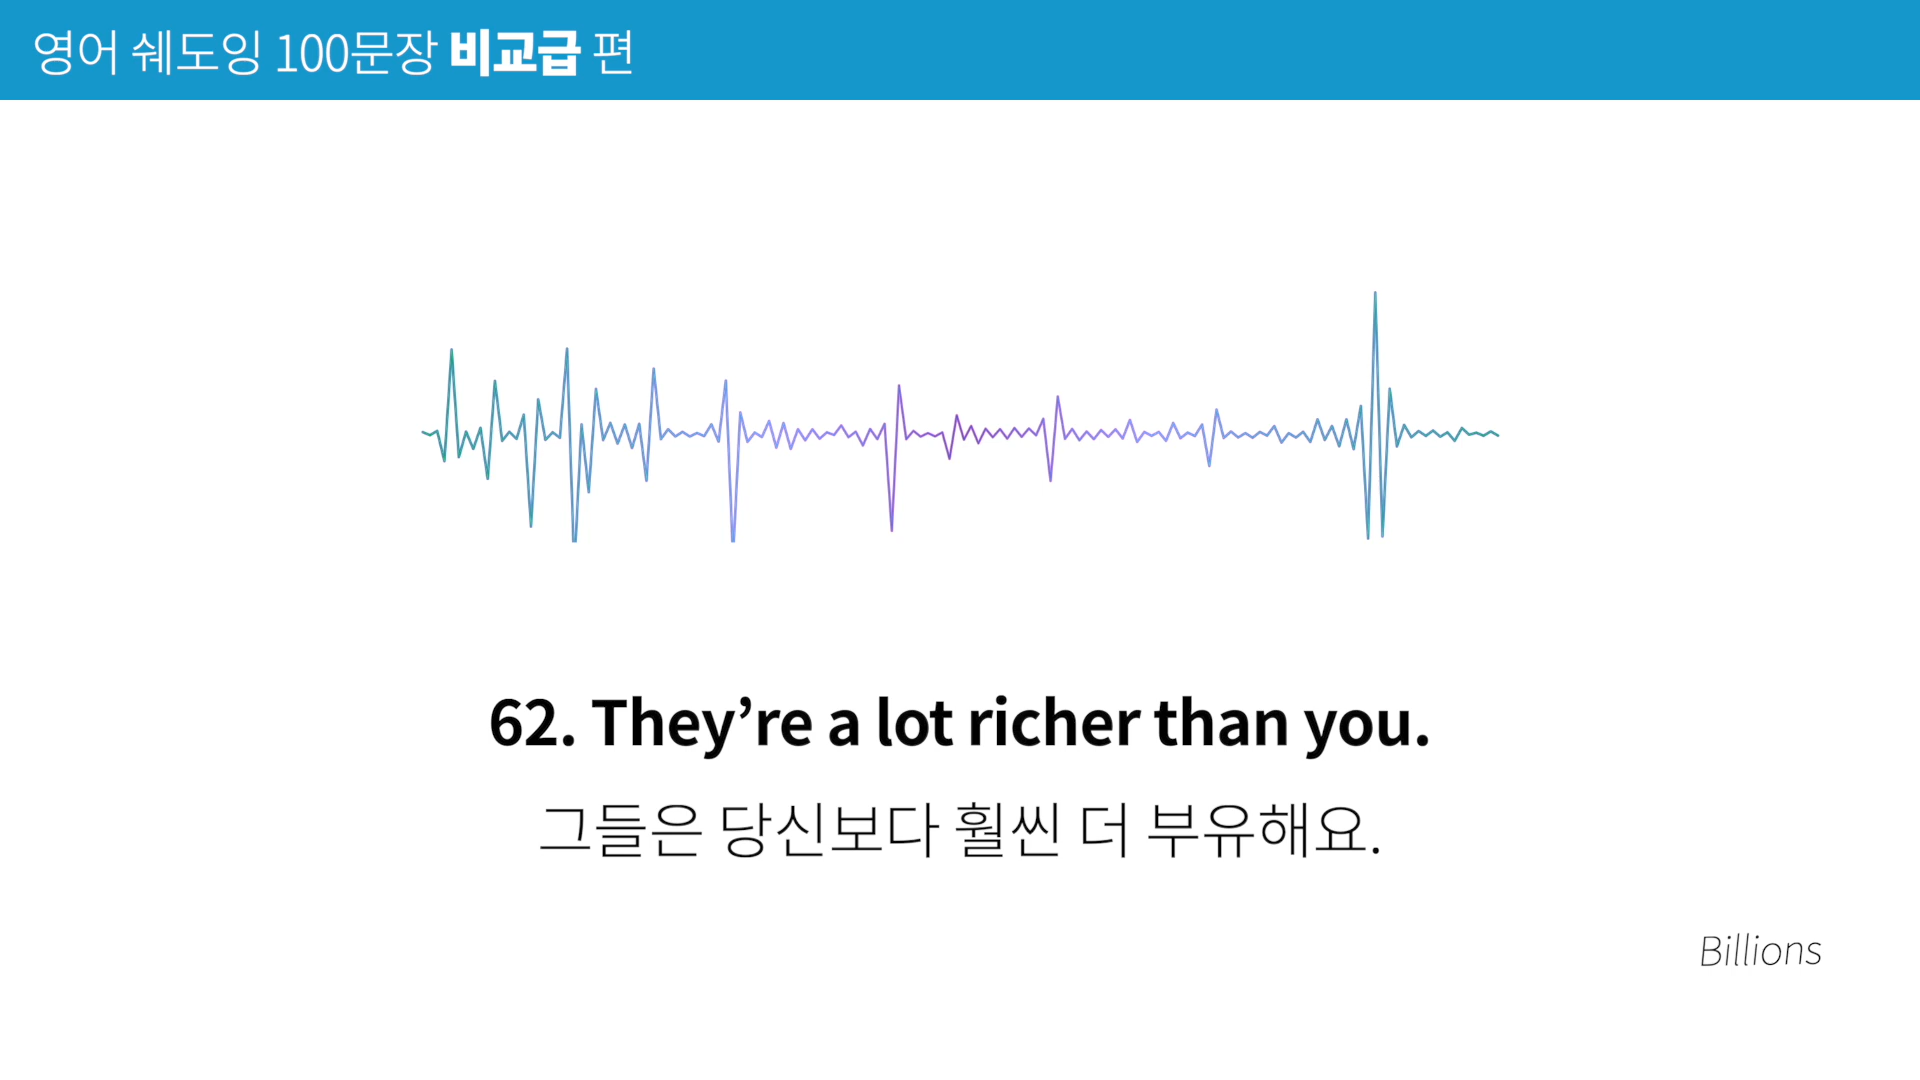 영어 쉐도잉 100문장 비교급 편
62. They’re a lot richer than you.
그들은 당신보다 훨씬 더 부유해요.
Billions